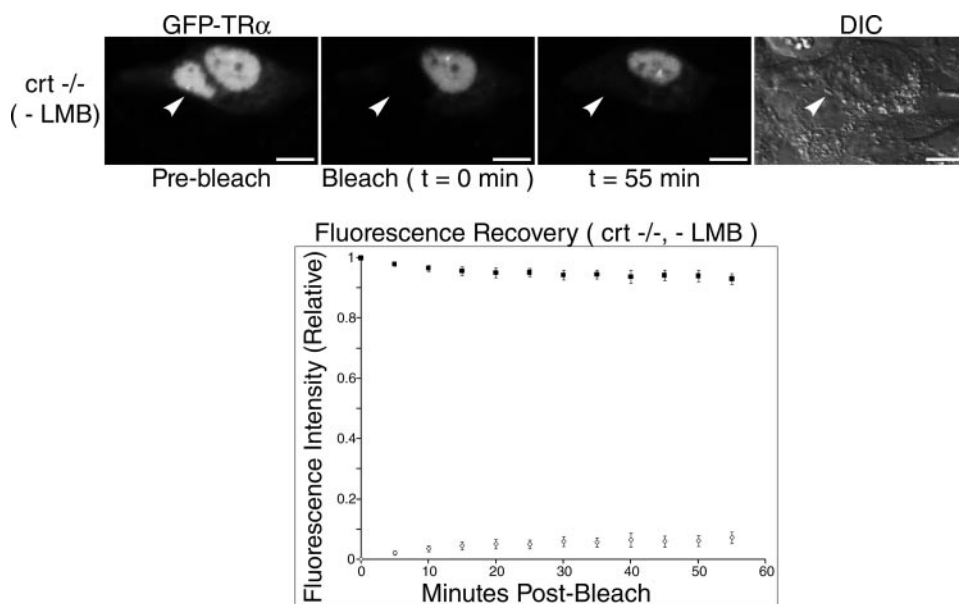 GFP-TRα
DIC
crt -/-
( - LMB)
Pre-bleach
Bleach ( t = 0 min )
t = 55 min
Fluorescence Recovery ( crt -/-, - LMB )
Fluorescence Intensity (Relative)
1
0.8
0.6
0.4
0.2
0
0 10 20 30 40 50 60
Minutes Post-Bleach